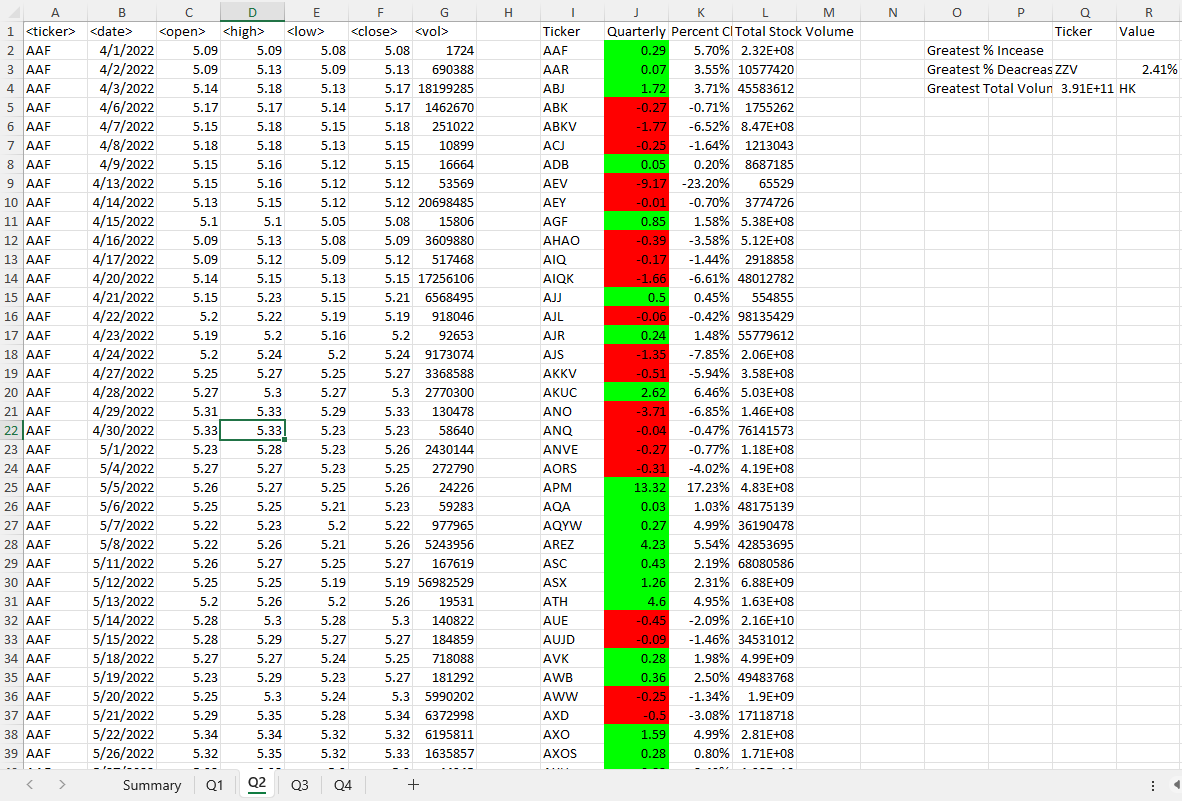 A B C D E F G H I J K L M N O P Q R
1 <ticker> <date> <open> <high> <low> <close> <vol> Ticker Quarterly Percent Cl Total Stock Volume Ticker Value
2 AAF 4/1/2022 5.09 5.09 5.08 5.08 1724 AAF 0.29 5.70% 2.32E+08 Greatest % Incease
3 AAF 4/2/2022 5.09 5.13 5.09 5.13 690388 AAR 0.07 3.55% 10577420 Greatest % Deacreas ZZV 2.41%
4 AAF 4/3/2022 5.14 5.18 5.13 5.17 18199285 ABJ 1.72 3.71% 45583612 Greatest Total Volun 3.91E+11 HK
5 AAF 4/6/2022 5.17 5.17 5.14 5.17 1462670 ABK -0.27 -0.71% 1755262
6 AAF 4/7/2022 5.15 5.18 5.15 5.18 251022 ABKV -1.77 -6.52% 8.47E+08
7 AAF 4/8/2022 5.18 5.18 5.13 5.15 10899 ACJ -0.25 -1.64% 1213043
8 AAF 4/9/2022 5.15 5.16 5.12 5.15 16664 ADB 0.05 0.20% 8687185
9 AAF 4/13/2022 5.15 5.16 5.12 5.12 53569 AEV -9.17 -23.20% 65529
10 AAF 4/14/2022 5.13 5.15 5.12 5.12 20698485 AEY -0.01 -0.70% 3774726
11 AAF 4/15/2022 5.1 5.1 5.05 5.08 15806 AGF 0.85 1.58% 5.38E+08
12 AAF 4/16/2022 5.09 5.13 5.08 5.09 3609880 AHAO -0.39 -3.58% 5.12E+08
13 AAF 4/17/2022 5.09 5.12 5.09 5.12 517468 AIQ -0.17 -1.44% 2918858
14 AAF 4/20/2022 5.14 5.15 5.13 5.15 17256106 AIQK -1.66 -6.61% 48012782
15 AAF 4/21/2022 5.15 5.23 5.15 5.21 6568495 AJJ 0.5 0.45% 554855
16 AAF 4/22/2022 5.2 5.22 5.19 5.19 918046 AJL -0.06 -0.42% 98135429
17 AAF 4/23/2022 5.19 5.2 5.16 5.2 92653 AJR 0.24 1.48% 55779612
18 AAF 4/24/2022 5.2 5.24 5.2 5.24 9173074 AJS -1.35 -7.85% 2.06E+08
19 AAF 4/27/2022 5.25 5.27 5.25 5.27 3368588 AKKV -0.51 -5.94% 3.58E+08
20 AAF 4/28/2022 5.27 5.3 5.27 5.3 2770300 AKUC 2.62 6.46% 5.03E+08
21 AAF 4/29/2022 5.31 5.33 5.29 5.33 130478 ANO -3.71 -6.85% 1.46E+08
22 AAF 4/30/2022 5.33 5.33 5.23 5.23 58640 ANQ -0.04 -0.47% 76141573
23 AAF 5/1/2022 5.23 5.28 5.23 5.26 2430144 ANVE -0.27 -0.77% 1.18E+08
24 AAF 5/4/2022 5.27 5.27 5.23 5.25 272790 AORS -0.31 -4.02% 4.19E+08
25 AAF 5/5/2022 5.26 5.27 5.25 5.26 24226 APM 13.32 17.23% 4.83E+08
26 AAF 5/6/2022 5.25 5.25 5.21 5.23 59283 AQA 0.03 1.03% 48175139
27 AAF 5/7/2022 5.22 5.23 5.2 5.22 977965 AQYW 0.27 4.99% 36190478
28 AAF 5/8/2022 5.22 5.26 5.21 5.26 5243956 AREZ 4.23 5.54% 42853695
29 AAF 5/11/2022 5.26 5.27 5.25 5.27 167619 ASC 0.43 2.19% 68080586
30 AAF 5/12/2022 5.25 5.25 5.19 5.19 56982529 ASX 1.26 2.31% 6.88E+09
31 AAF 5/13/2022 5.2 5.26 5.2 5.26 19531 ATH 4.6 4.95% 1.63E+08
32 AAF 5/14/2022 5.28 5.3 5.28 5.3 140822 AUE -0.45 -2.09% 2.16E+10
33 AAF 5/15/2022 5.28 5.29 5.27 5.27 184859 AUJD -0.09 -1.46% 34531012
34 AAF 5/18/2022 5.27 5.27 5.24 5.25 718088 AVK 0.28 1.98% 4.99E+09
35 AAF 5/19/2022 5.23 5.29 5.23 5.27 181292 AWB 0.36 2.50% 49483768
36 AAF 5/20/2022 5.25 5.3 5.24 5.3 5990202 AWW -0.25 -1.34% 1.9E+09
37 AAF 5/21/2022 5.29 5.35 5.28 5.34 6372998 AXD -0.5 -3.08% 17118718
38 AAF 5/22/2022 5.34 5.34 5.32 5.32 6195811 AXO 1.59 4.99% 2.81E+08
39 AAF 5/26/2022 5.32 5.35 5.32 5.33 1635857 AXOS 0.28 0.80% 1.71E+08
Summary Q1 Q2 Q3 Q4